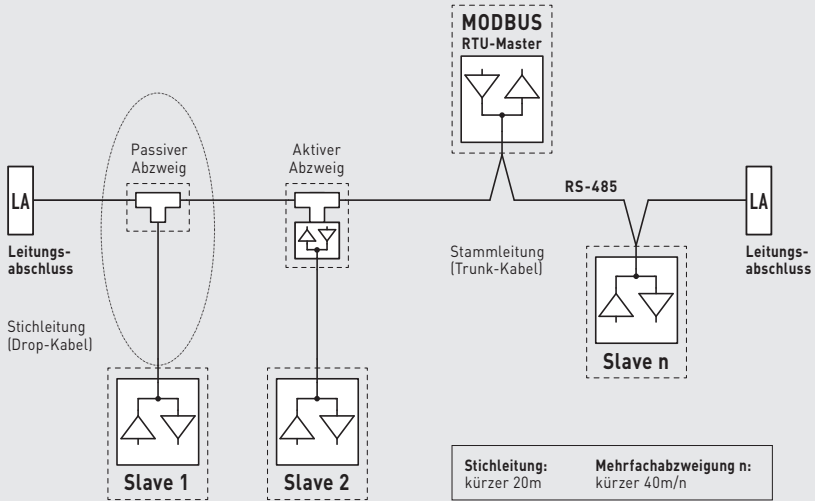 MODBUS
RTU-Master
Passiver
Abzweig
Aktiver
Abzweig
RS-485
LA
LA
Leitungs-
abschluss
Stammleitung
(Trunk-Kabel)
Leitungs-
abschluss
Stichleitung
(Drop-Kabel)
Slave n
Slave 1
Slave 2
Stichleitung:
kürzer 20m
Mehrfachabzweigung n:
kürzer 40m/n